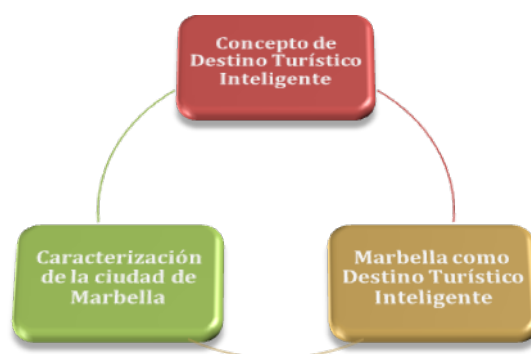 Concepto de
Destino Turístico
Inteligente
Caracterización
de la ciudad de
Marbella
Marbella como
Destino Turístico
Inteligente